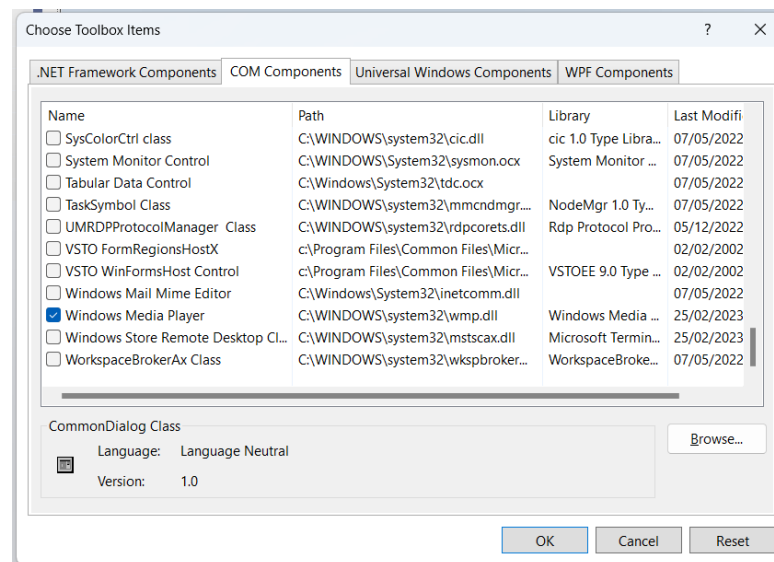 Choose Toolbox Items ? ×
.NET Framework Components COM Components Universal Windows Components WPF Components
Name Path Library Last Modifi
SysColorCtrl class C:\WINDOWS\system32\cic.dll cic 1.0 Type Libra... 07/05/2022
System Monitor Control C:\WINDOWS\system32\sysmon.ocx System Monitor ... 07/05/2022
Tabular Data Control C:\Windows\System32\tdc.ocx 07/05/2022
TaskSymbol Class C:\WINDOWS\system32\mmcndmgr.... NodeMgr 1.0 Ty... 07/05/2022
UMRDPProtocolManager Class C:\WINDOWS\system32\rdpcorets.dll Rdp Protocol Pro... 05/12/2022
VSTO FormRegionsHostX c:\Program Files\Common Files\Micr... 02/02/2002
VSTO WinFormsHost Control c:\Program Files\Common Files\Micr... VSTOEE 9.0 Type ... 02/02/2002
Windows Mail Mime Editor C:\Windows\System32\inetcomm.dll 07/05/2022
Windows Media Player C:\WINDOWS\system32\wmp.dll Windows Media ... 25/02/2023
Windows Store Remote Desktop Cl... C:\WINDOWS\system32\mstscax.dll Microsoft Termin... 25/02/2023
WorkspaceBrokerAx Class C:\WINDOWS\system32\wkspbroker... WorkspaceBroke... 07/05/2022
CommonDialog Class
Browse...
Language: Language Neutral
Version: 1.0
OK Cancel Reset